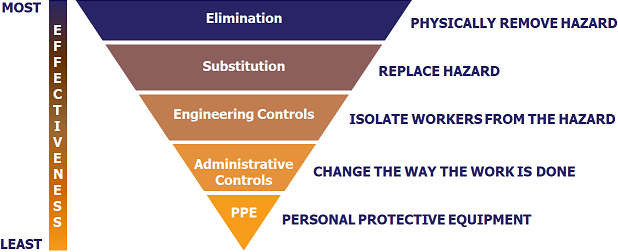 MOST
EFFECTIVENESS
LEAST
Elimination
PHYSICALLY REMOVE HAZARD
Substitution
REPLACE HAZARD
Engineering Controls
ISOLATE WORKERS FROM THE HAZARD
Administrative
Controls
CHANGE THE WAY THE WORK IS DONE
PPE
PERSONAL PROTECTIVE EQUIPMENT